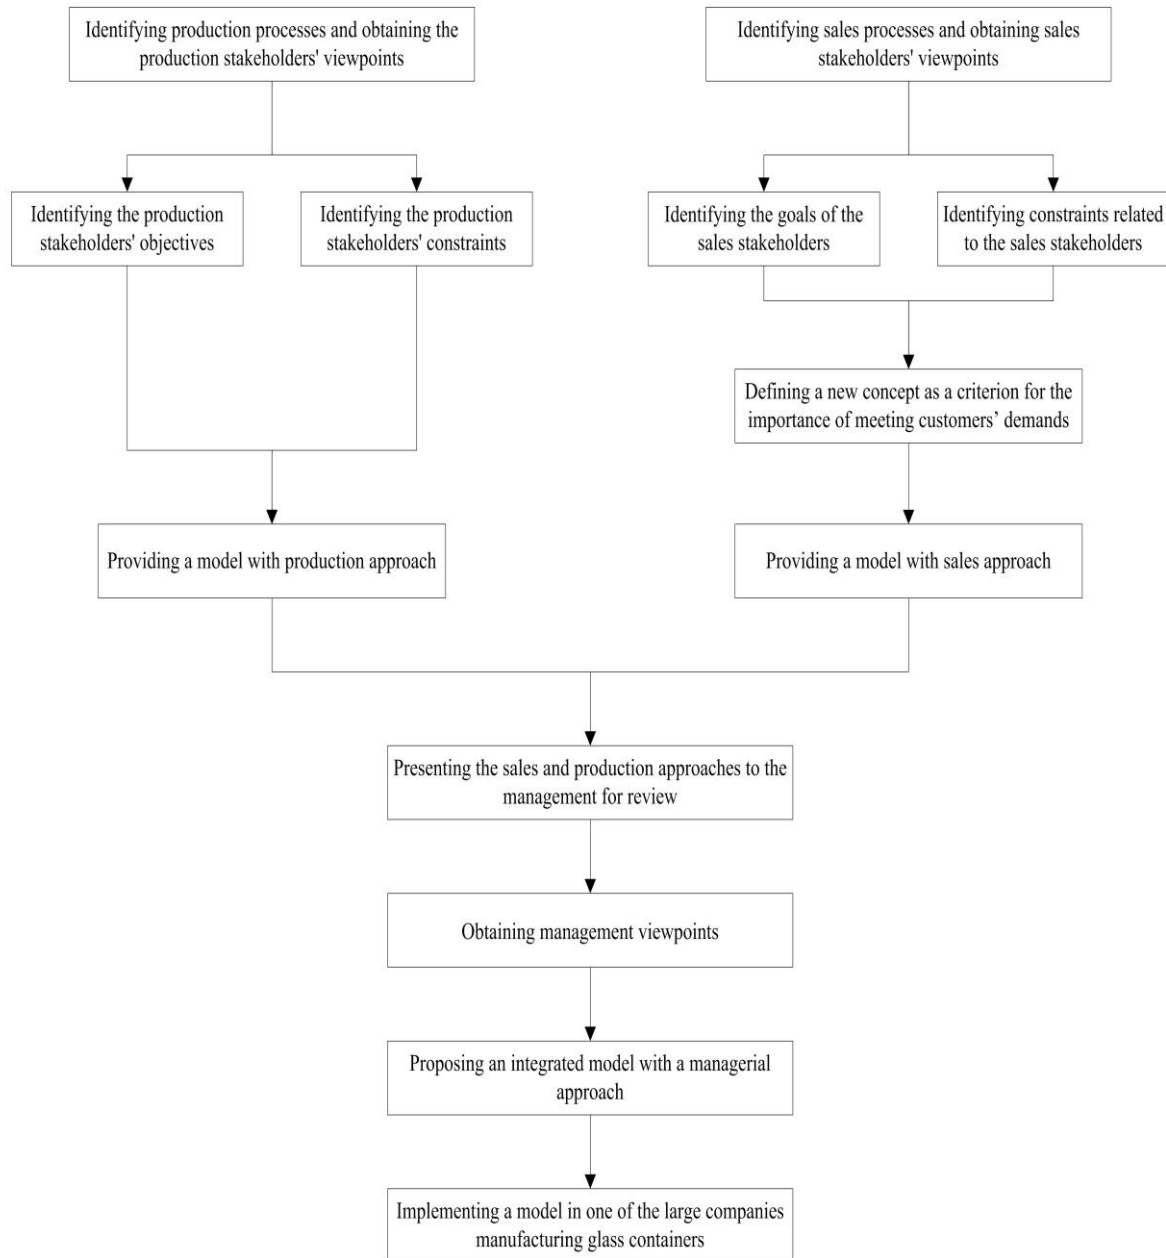 Identifying production processes and obtaining the
production stakeholders' viewpoints
Identifying sales processes and obtaining sales
stakeholders' viewpoints
Identifying the production
stakeholders' objectives
Identifying the production
stakeholders' constraints
Identifying the goals of the
sales stakeholders
Identifying constraints related
to the sales stakeholders
Defining a new concept as a criterion for the
importance of meeting customers’ demands
Providing a model with production approach
Providing a model with sales approach
Presenting the sales and production approaches to the
management for review
Obtaining management viewpoints
Proposing an integrated model with a managerial
approach
Implementing a model in one of the large companies
manufacturing glass containers